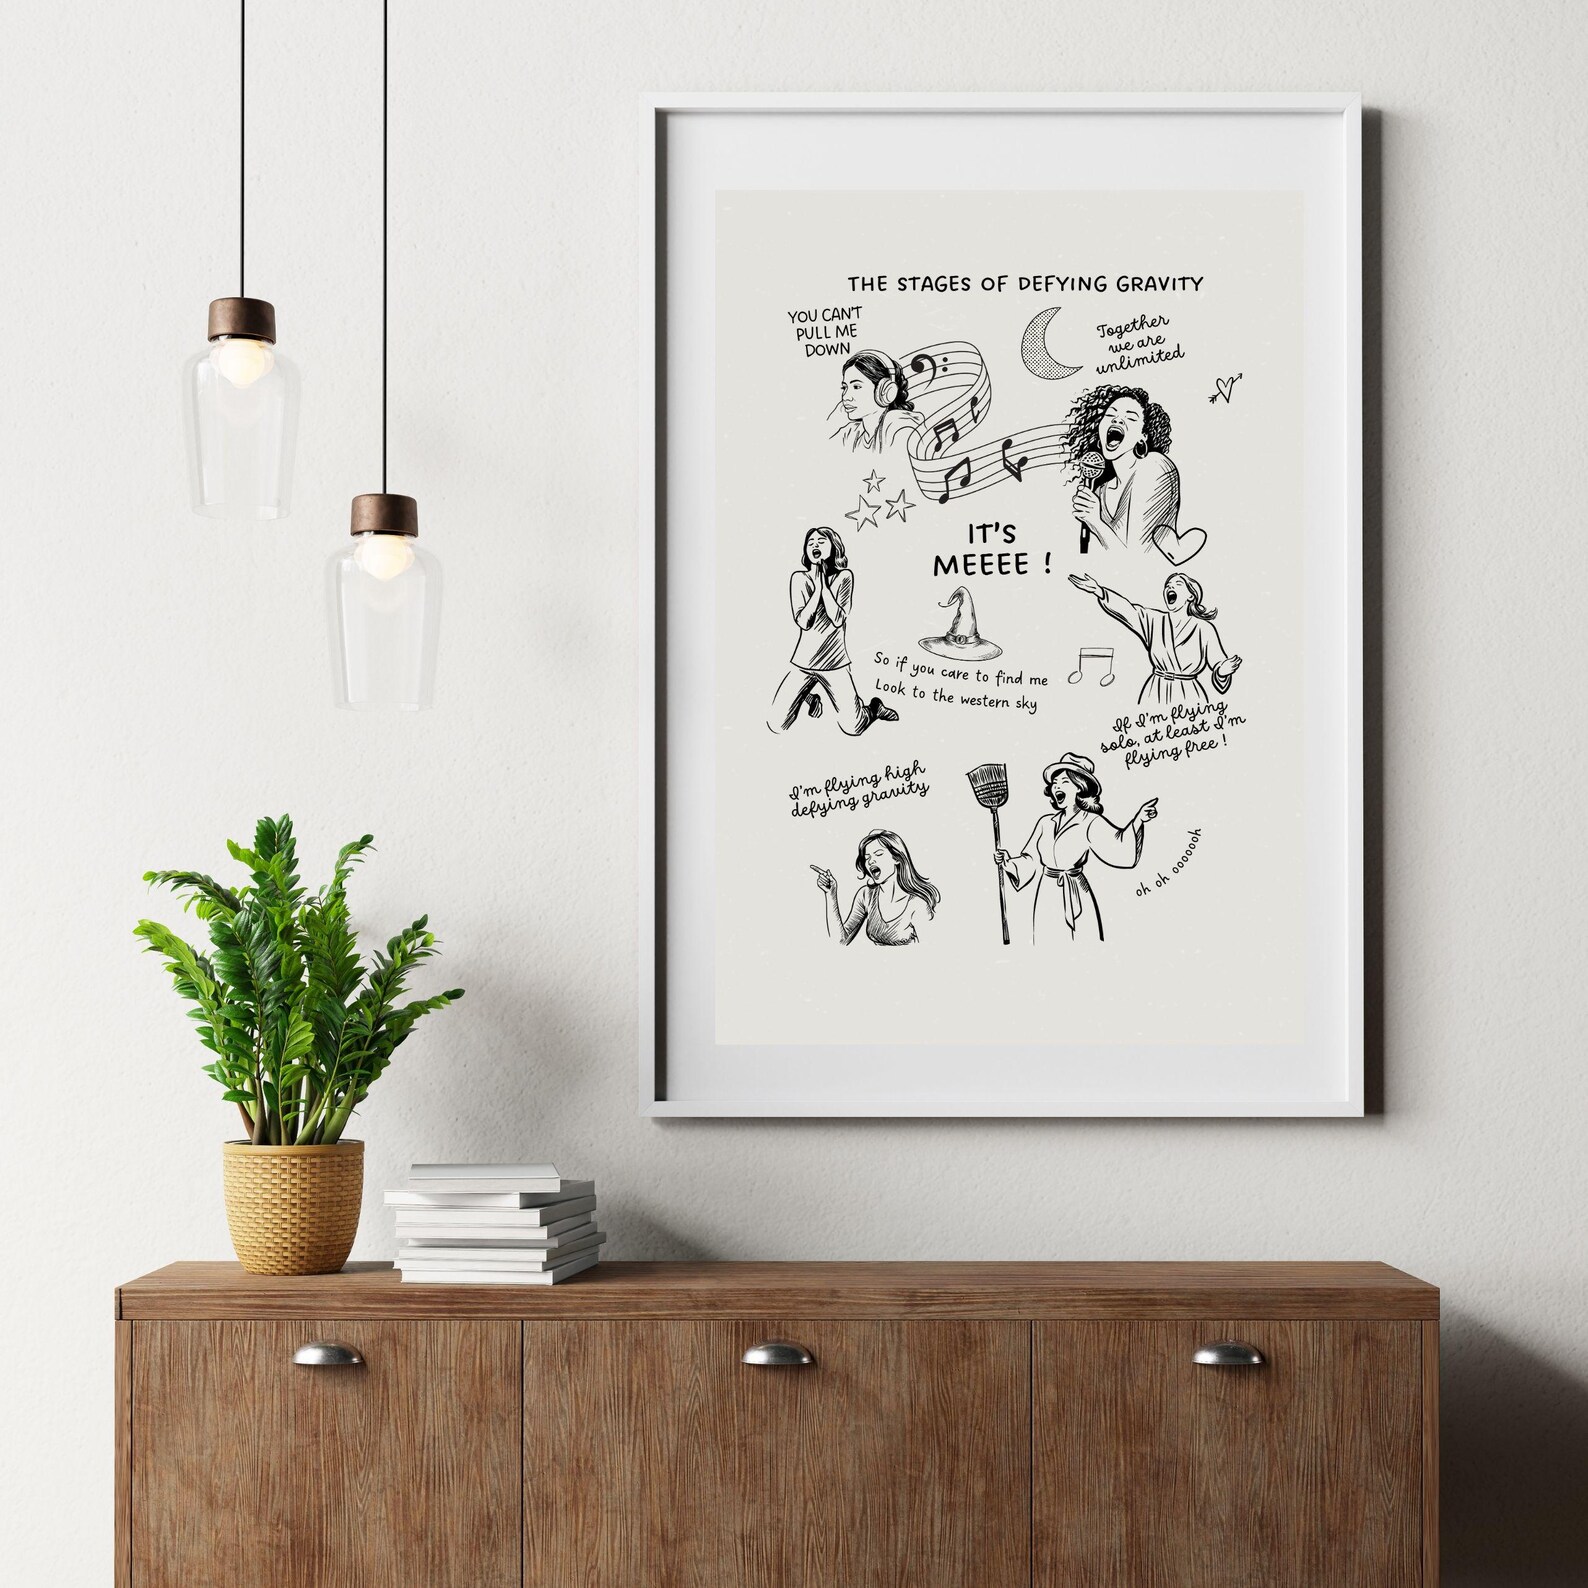 THE STAGES OF DEFYING GRAVITY
YOU CAN'T
PULL ME
DOWN
Together
we are
unlimited
IT'S
MEEEE !
So if you care to find me
Look to the western sky
If I'm flying
solo, at least I'm
flying free !
I'm flying high
defying gravity
oh oh ooooooh